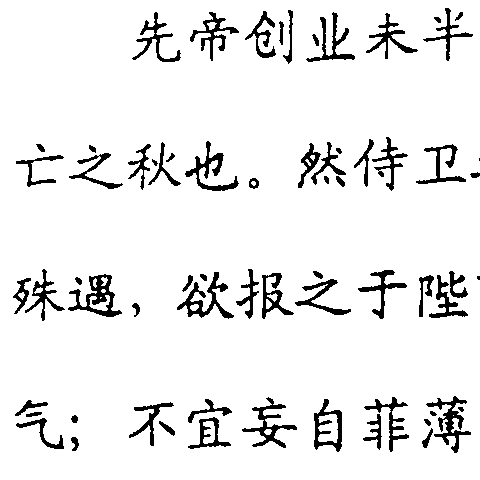 先帝创业未半
亡之秋也。然侍卫
殊遇，欲报之于陛
气；不宜妄自菲薄